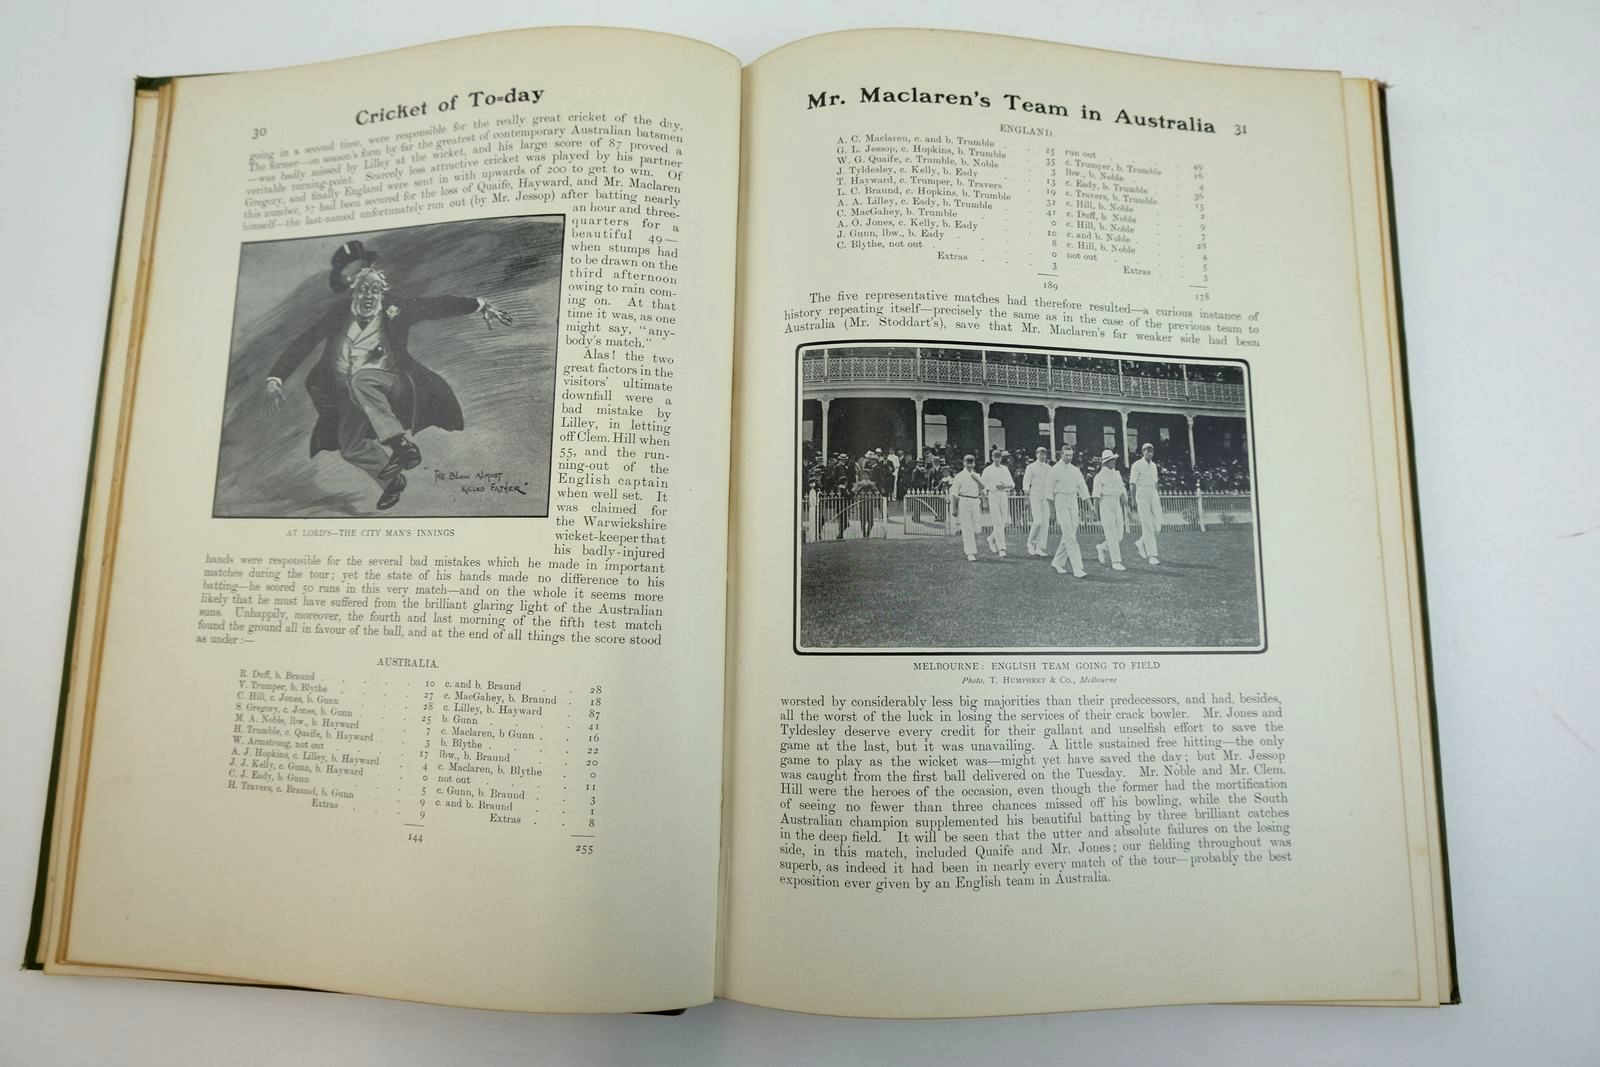 30
Cricket of To-day
going in a second time, were responsible for the really great cricket of the day.
The former—on season's form by far the greatest of contemporary Australian batsmen
—was badly missed by Lilley at the wicket, and his large score of 87 proved a
veritable turning-point. Scarcely less attractive cricket was played by his partner
Gregory, and finally England were sent in with upwards of 200 to get to win. Of
this number, 87 had been secured for the loss of Quaife, Hayward, and Mr. Maclaren
himself—the last-named unfortunately run out (by Mr. Jessop) after batting nearly
an hour and three-
quarters for a
beautiful 49—
when stumps had
to be drawn on the
third afternoon
owing to rain com-
ing on. At that
time it was, as one
might say, "any-
body's match."
Alas! the two
great factors in the
visitors' ultimate
downfall were a
bad mistake by
Lilley, in letting
off Clem. Hill when
55, and the run-
ning-out of the
English captain
when well set. It
was claimed for
the Warwickshire
wicket-keeper that
his badly-injured
"THE BLOW ALMOST
KILLED FATHER"
AT LORD'S—THE CITY MAN'S INNINGS
hands were responsible for the several bad mistakes which he made in important
matches during the tour; yet the state of his hands made no difference to his
batting—he scored 50 runs in this very match—and on the whole it seems more
likely that he must have suffered from the brilliant glaring light of the Australian
suns. Unhappily, moreover, the fourth and last morning of the fifth test match
found the ground all in favour of the ball, and at the end of all things the score stood
as under:—
AUSTRALIA.
R. Duff, b. Braund . . . . 10 c. and b. Braund . . 28
V. Trumper, b. Blythe . . . 27 c. MacGahey, b. Braund . 18
C. Hill, c. Jones, b. Gunn . . 28 c. Lilley, b. Hayward . 87
S. Gregory, c. Jones, b. Gunn . . 25 b. Gunn . . . 41
M. A. Noble, lbw., b. Hayward . . 7 c. Maclaren, b Gunn . . 16
H. Trumble, c. Quaife, b. Hayward . . 3 b. Blythe . . . 22
W. Armstrong, not out . . . 17 lbw., b. Braund . . 20
A. J. Hopkins, c. Lilley, b. Hayward . 4 c. Maclaren, b. Blythe . 0
J. J. Kelly, c. Gunn, b. Hayward . . 0 not out . . . 11
C. J. Eady, b. Gunn . . . 5 c. Gunn, b. Braund . . 3
H. Travers, c. Braund, b. Gunn . . 9 c. and b. Braund . . 1
Extras . . 9 Extras . . 8
144 255
Mr. Maclaren's Team in Australia
31
ENGLAND.
A. C. Maclaren, c. and b. Trumble . 25 run out . . 49
G. L. Jessop, c. Hopkins, b. Trumble . 35 c. Trumper, b. Trumble . 16
W. G. Quaife, c. Trumble, b. Noble . 3 lbw., b. Noble . . 4
J. Tyldesley, c. Kelly, b. Eady . 13 c. Eady, b. Trumble . 36
T. Hayward, c. Trumper, b. Travers . 19 c. Travers, b. Trumble . 15
L. C. Braund, c. Hopkins, b. Trumble . 32 c. Hill, b. Noble . . 2
A. A. Lilley, c. Eady, b. Trumble . 41 c. Duff, b Noble . . 9
C. MacGahey, b. Trumble . . 0 c. Hill, b. Noble . . 7
A. O. Jones, c. Kelly, b. Eady . 10 c. and b. Noble . . 28
J. Gunn, lbw., b. Eady . . 8 c. Hill, b. Noble . . 4
C. Blythe, not out . . . 0 not out . . 5
Extras . . 3 Extras . . 3
189 178
The five representative matches had therefore resulted—a curious instance of
history repeating itself—precisely the same as in the case of the previous team to
Australia (Mr. Stoddart's), save that Mr. Maclaren's far weaker side had been
MELBOURNE: ENGLISH TEAM GOING TO FIELD
Photo, T. HUMPHREY & Co., Melbourne
worsted by considerably less big majorities than their predecessors, and had, besides,
all the worst of the luck in losing the services of their crack bowler. Mr. Jones and
Tyldesley deserve every credit for their gallant and unselfish effort to save the
game at the last, but it was unavailing. A little sustained free hitting—the only
game to play as the wicket was—might yet have saved the day; but Mr. Jessop
was caught from the first ball delivered on the Tuesday. Mr. Noble and Mr. Clem.
Hill were the heroes of the occasion, even though the former had the mortification
of seeing no fewer than three chances missed off his bowling, while the South
Australian champion supplemented his beautiful batting by three brilliant catches
in the deep field. It will be seen that the utter and absolute failures on the losing
side, in this match, included Quaife and Mr. Jones; our fielding throughout was
superb, as indeed it had been in nearly every match of the tour—probably the best
exposition ever given by an English team in Australia.